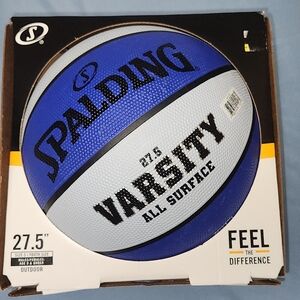 SPALDING
27.5
VARSITY
ALL SURFACE
27.5"
OUTDOOR
FEEL
THE
DIFFERENCE